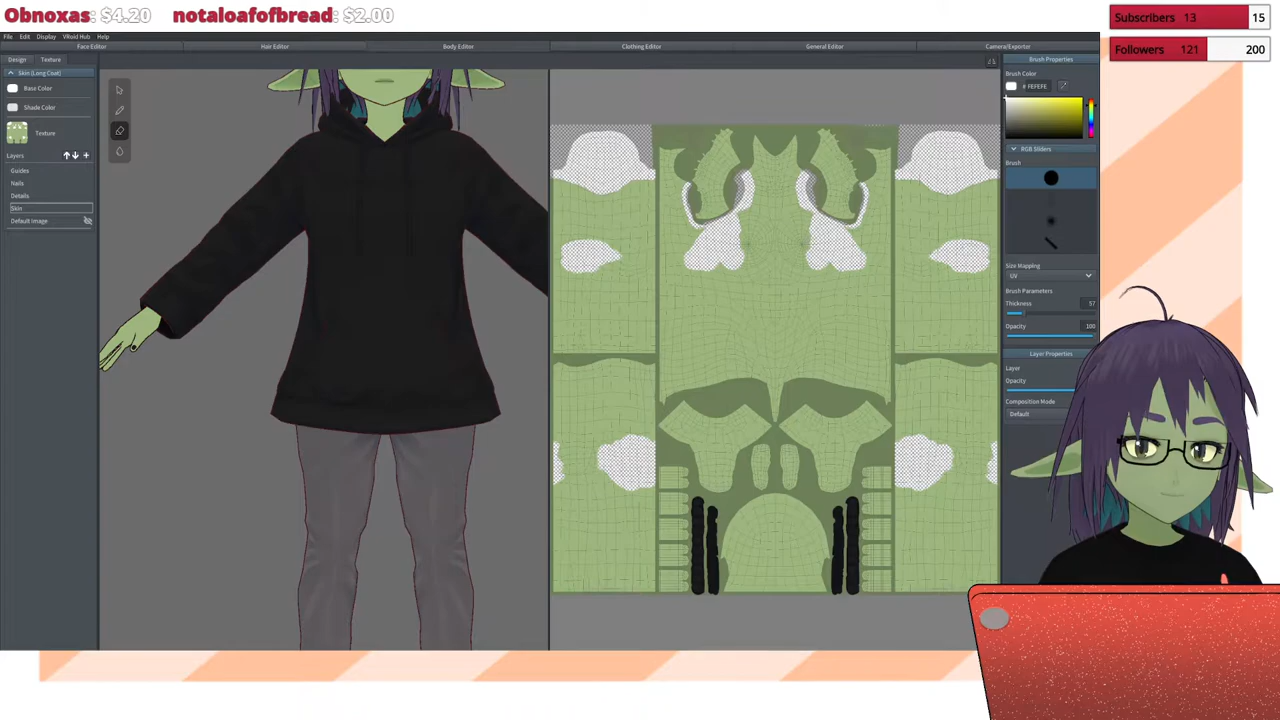 Obnoxas: $4.20 notaloafofbread: $2.00
Subscribers 13 15
Followers 121 200
File Edit Display VRoid Hub Help
Face Editor Hair Editor Body Editor Clothing Editor General Editor Camera/Exporter
Design Texture
Skin (Long Coat)
Base Color
Shade Color
Texture
Layers
Guides
Nails
Details
Skin
Default Image
Brush Properties
Brush Color
# FEFEFE
RGB Sliders
Brush
Size Mapping
UV
Brush Parameters
Thickness 57
Opacity 100
Layer Properties
Layer
Opacity
Composition Mode
Default